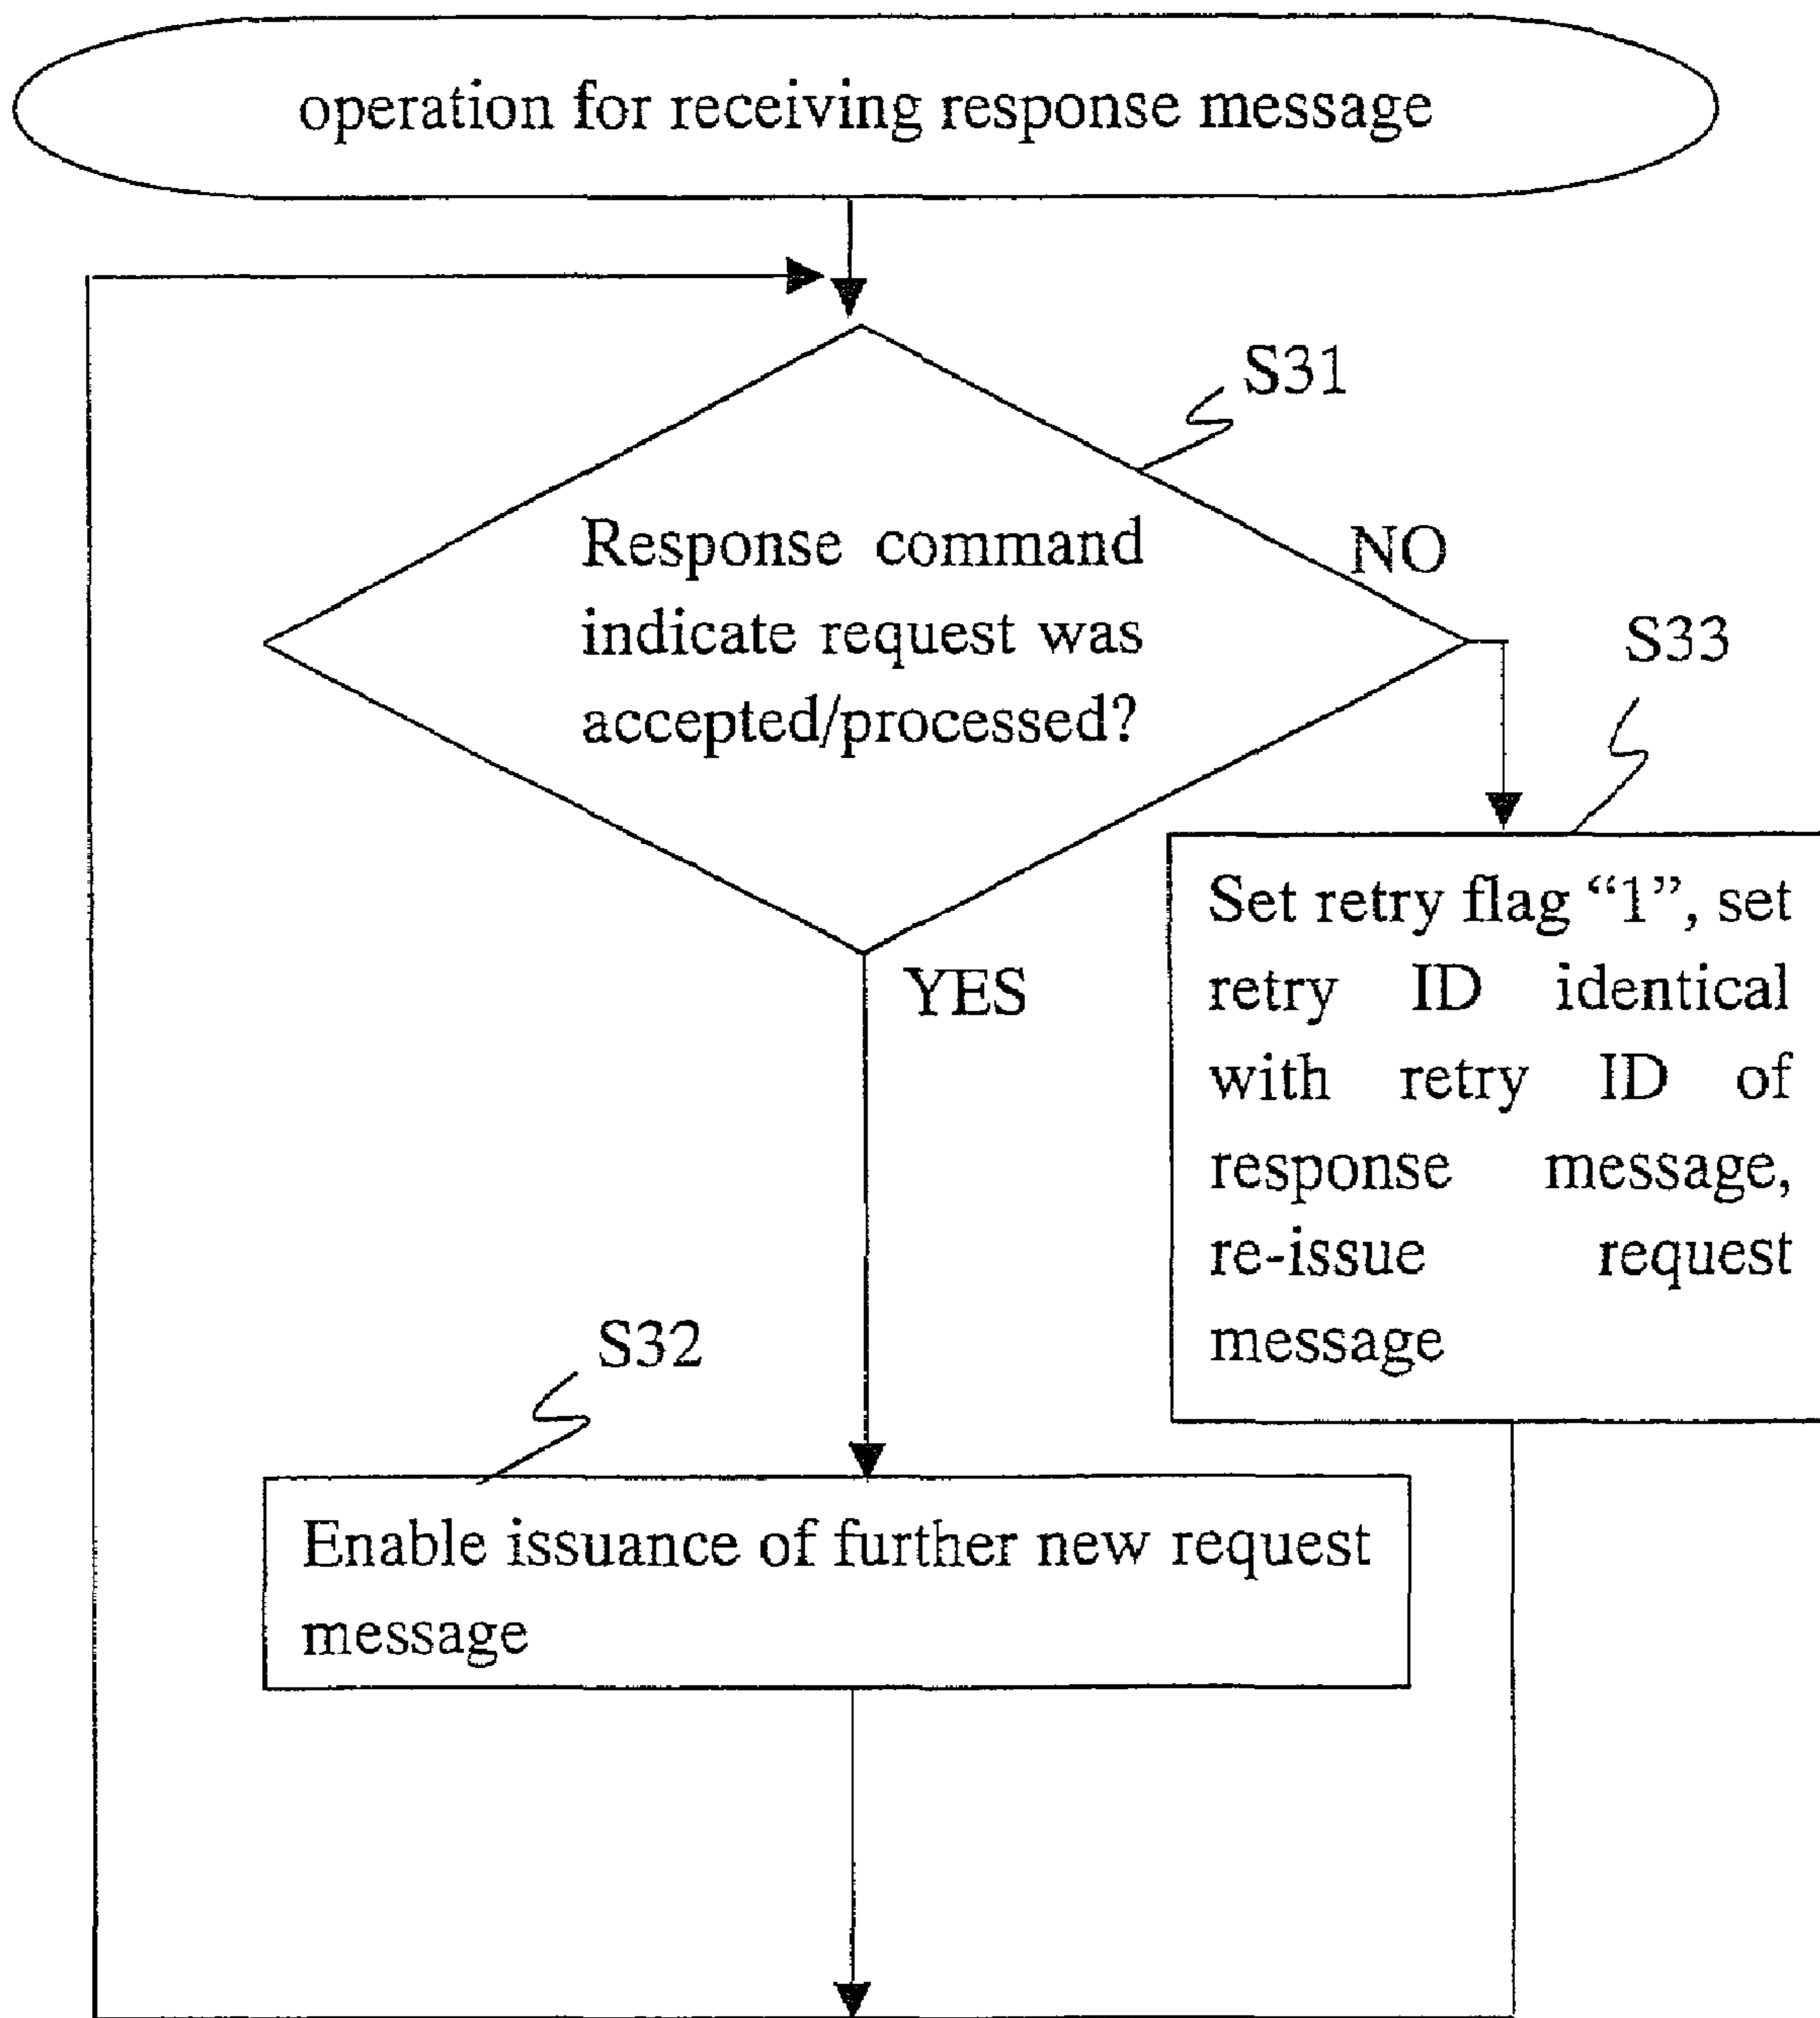 operation for receiving response message
S31
Response command
indicate request was
accepted/processed?
NO
S33
Set retry flag “1”, set
retry ID identical
with retry ID of
response message,
re-issue request
message
YES
S32
Enable issuance of further new request
message